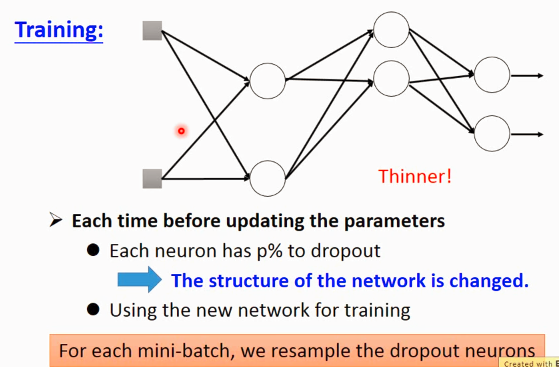 Training:
Thinner!
➢ Each time before updating the parameters
● Each neuron has p% to dropout
The structure of the network is changed.
● Using the new network for training
For each mini-batch, we resample the dropout neurons
Created with